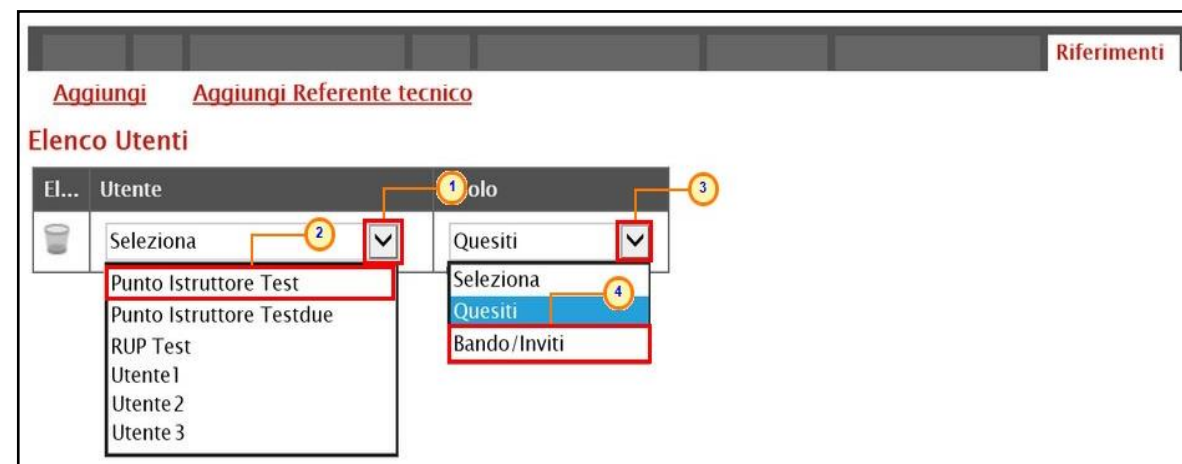 Riferimenti
Aggiungi Aggiungi Referente tecnico
Elenco Utenti
El... Utente 1 olo 3
Seleziona 2 Quesiti
Punto Istruttore Test Seleziona
4
Punto Istruttore Testdue Quesiti
RUP Test Bando/Inviti
Utente1
Utente2
Utente3